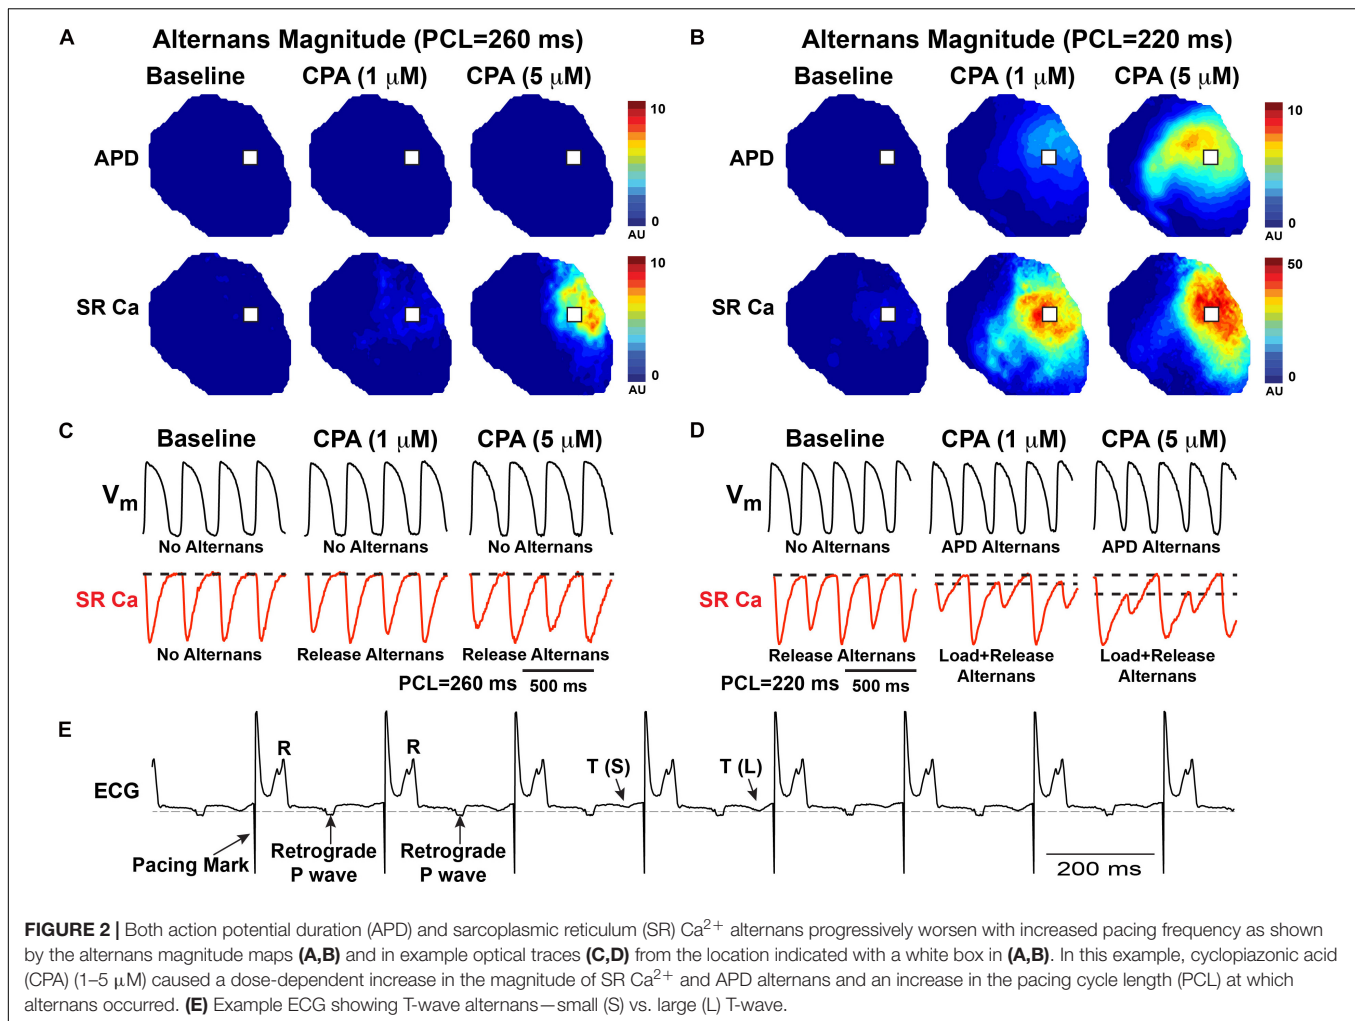 A Alternans Magnitude (PCL=260 ms)
Baseline CPA (1 μM) CPA (5 μM)
APD
10
0
AU
SR Ca
10
0
AU
B Alternans Magnitude (PCL=220 ms)
Baseline CPA (1 μM) CPA (5 μM)
APD
10
0
AU
SR Ca
50
0
AU
C Baseline CPA (1 μM) CPA (5 μM)
Vm
No Alternans No Alternans No Alternans
SR Ca
No Alternans Release Alternans Release Alternans
PCL=260 ms 500 ms
D Baseline CPA (1 μM) CPA (5 μM)
Vm
No Alternans APD Alternans APD Alternans
SR Ca
Release Alternans Load+Release Alternans Load+Release Alternans
PCL=220 ms 500 ms
E
R R T (S) T (L)
ECG
Pacing Mark Retrograde P wave Retrograde P wave
200 ms
FIGURE 2 | Both action potential duration (APD) and sarcoplasmic reticulum (SR) Ca2+ alternans progressively worsen with increased pacing frequency as shown
by the alternans magnitude maps (A,B) and in example optical traces (C,D) from the location indicated with a white box in (A,B). In this example, cyclopiazonic acid
(CPA) (1–5 μM) caused a dose-dependent increase in the magnitude of SR Ca2+ and APD alternans and an increase in the pacing cycle length (PCL) at which
alternans occurred. (E) Example ECG showing T-wave alternans—small (S) vs. large (L) T-wave.